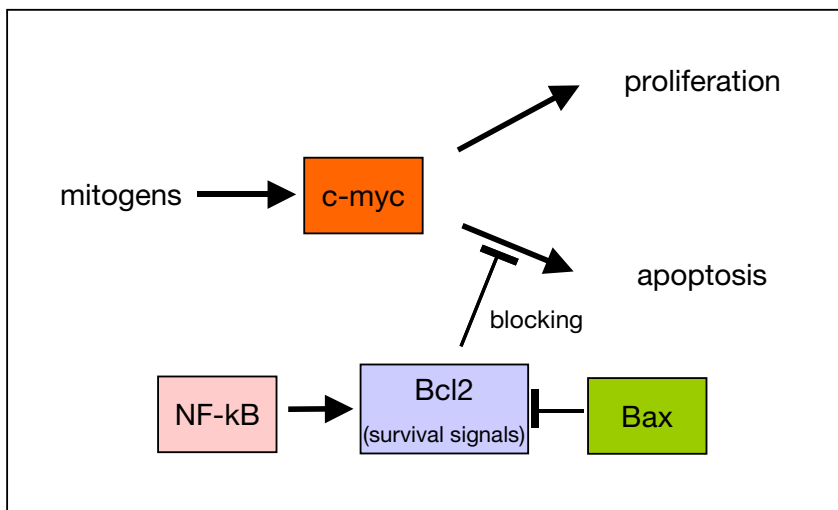 proliferation
mitogens
c-myc
apoptosis
blocking
NF-kB
Bcl2
(survival signals)
Bax